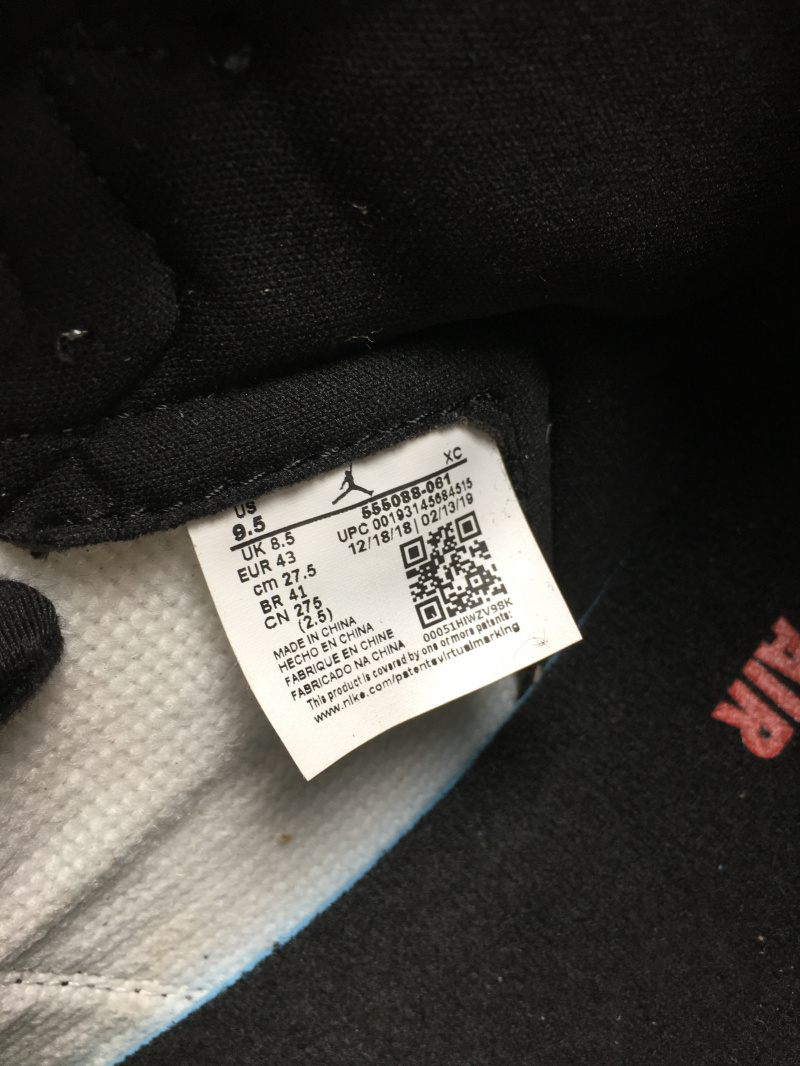 XC
US
9.5
555088-061
UPC 00193145684515
12/18/18 | 02/13/19
UK 8.5
EUR 43
cm 27.5
BR 41
CN 275
(2.5)
00051HIWZV9SK
MADE IN CHINA
HECHO EN CHINA
FABRIQUE EN CHINE
FABRICADO NA CHINA
This product is covered by one or more patents:
www.nike.com/patentsvirtualmarking
AIR